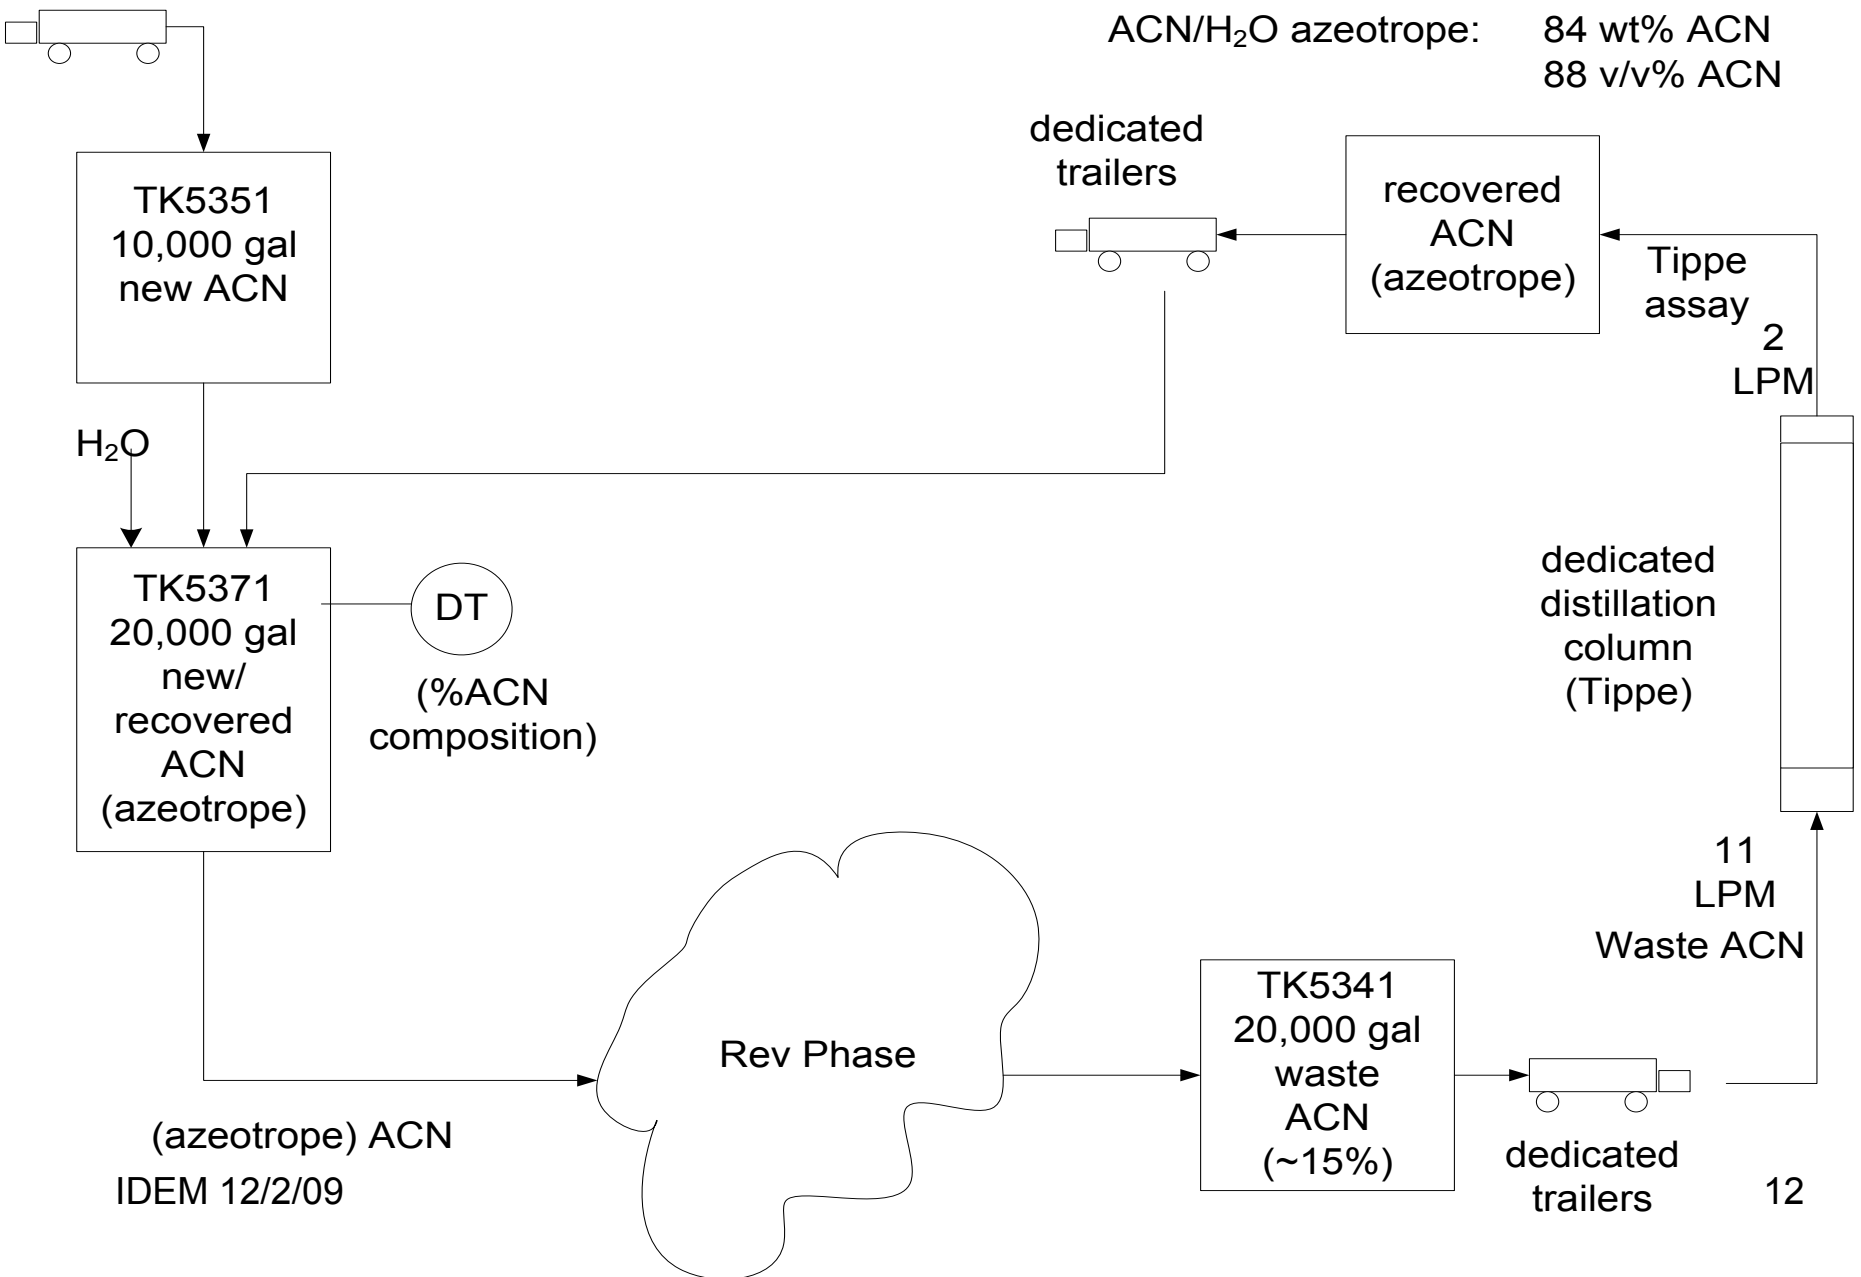 ACN/H₂O azeotrope: 84 wt% ACN
88 v/v% ACN
TK5351
10,000 gal
new ACN
dedicated
trailers
recovered
ACN
(azeotrope)
Tippe
assay
2
LPM
H₂O
TK5371
20,000 gal
new/
recovered
ACN
(azeotrope)
DT
(%ACN
composition)
dedicated
distillation
column
(Tippe)
11
LPM
Waste ACN
Rev Phase
TK5341
20,000 gal
waste
ACN
(~15%)
dedicated
trailers
(azeotrope) ACN
IDEM 12/2/09
12